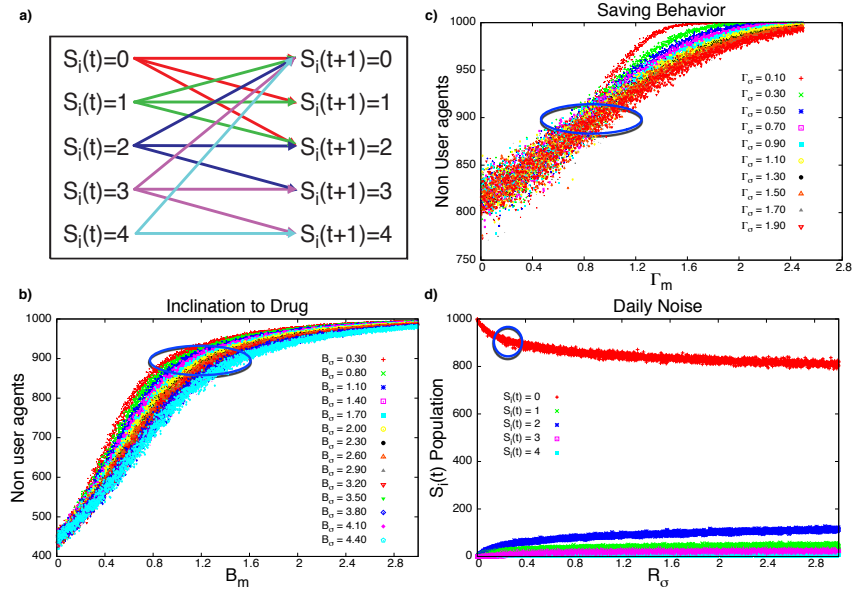 a)
S_i(t)=0 S_i(t+1)=0
S_i(t)=1 S_i(t+1)=1
S_i(t)=2 S_i(t+1)=2
S_i(t)=3 S_i(t+1)=3
S_i(t)=4 S_i(t+1)=4
c)
Saving Behavior
Non User agents
1000
950
900
850
800
750
0 0.4 0.8 1.2 1.6 2 2.4 2.8
Γ_m
Γ_σ = 0.10
Γ_σ = 0.30
Γ_σ = 0.50
Γ_σ = 0.70
Γ_σ = 0.90
Γ_σ = 1.10
Γ_σ = 1.30
Γ_σ = 1.50
Γ_σ = 1.70
Γ_σ = 1.90
b)
Inclination to Drug
Non user agents
1000
900
800
700
600
500
400
0 0.4 0.8 1.2 1.6 2 2.4 2.8
B_m
B_σ = 0.30
B_σ = 0.80
B_σ = 1.10
B_σ = 1.40
B_σ = 1.70
B_σ = 2.00
B_σ = 2.30
B_σ = 2.60
B_σ = 2.90
B_σ = 3.20
B_σ = 3.50
B_σ = 3.80
B_σ = 4.10
B_σ = 4.40
d)
Daily Noise
S_i(t) Population
1000
800
600
400
200
0
0 0.4 0.8 1.2 1.6 2 2.4 2.8
R_σ
S_i(t) = 0
S_i(t) = 1
S_i(t) = 2
S_i(t) = 3
S_i(t) = 4